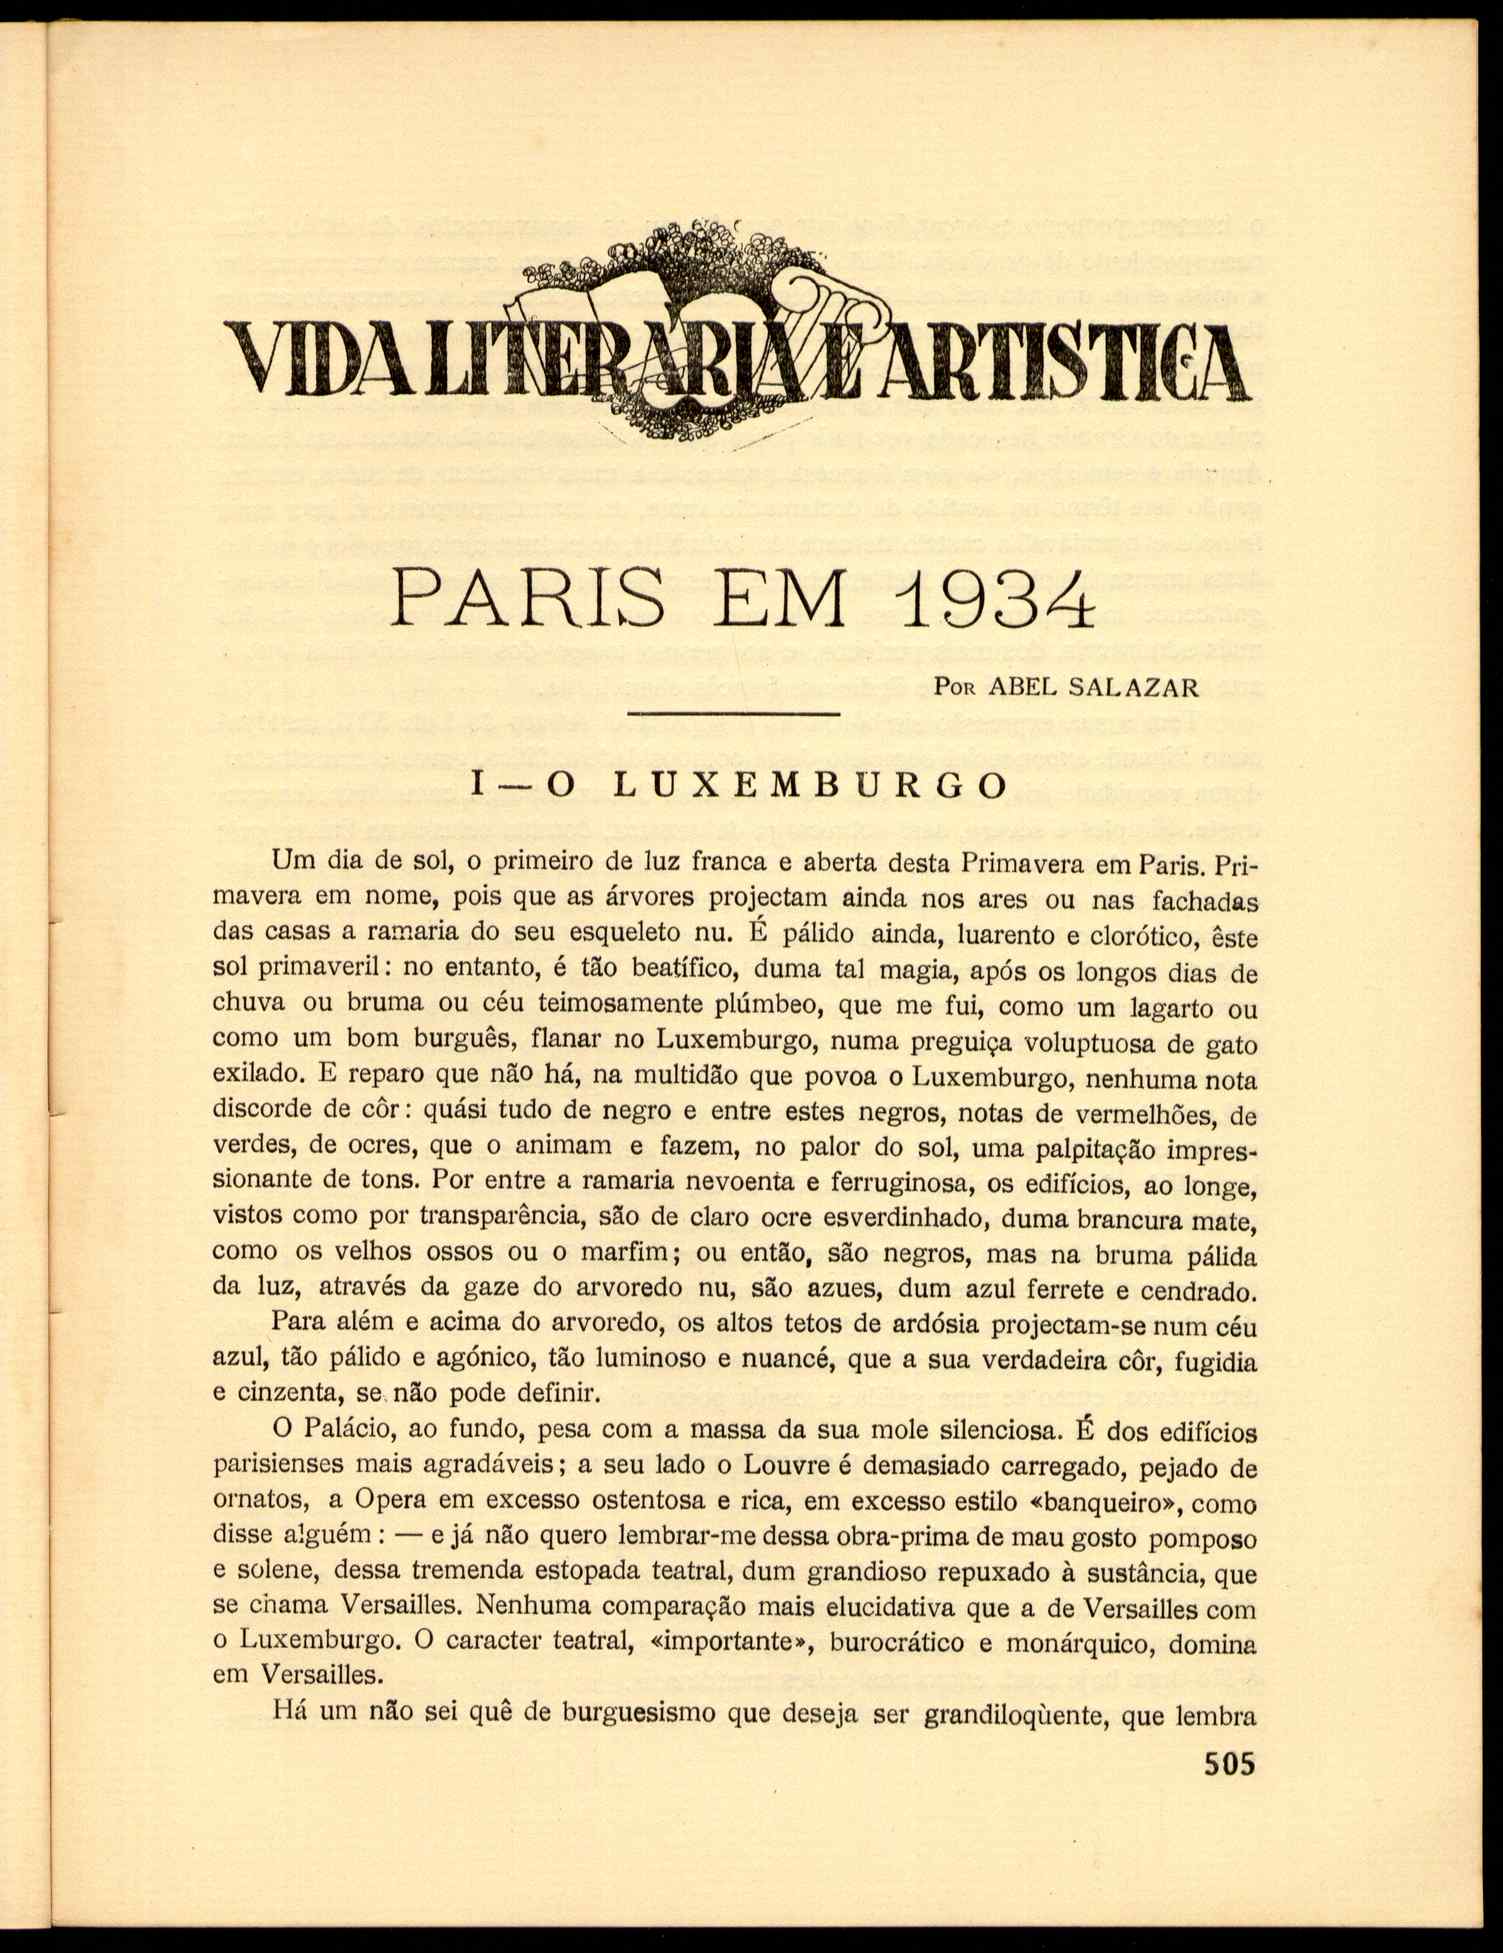 VIDA LITERÁRIA E ARTISTICA
PARIS EM 1934
POR ABEL SALAZAR
I — O LUXEMBURGO
Um dia de sol, o primeiro de luz franca e aberta desta Primavera em Paris. Pri-
mavera em nome, pois que as árvores projectam ainda nos ares ou nas fachadas
das casas a ramaria do seu esqueleto nu. É pálido ainda, luarento e clorótico, êste
sol primaveril: no entanto, é tão beatífico, duma tal magia, após os longos dias de
chuva ou bruma ou céu teimosamente plúmbeo, que me fui, como um lagarto ou
como um bom burguês, flanar no Luxemburgo, numa preguiça voluptuosa de gato
exilado. E reparo que não há, na multidão que povoa o Luxemburgo, nenhuma nota
discorde de côr: quási tudo de negro e entre estes negros, notas de vermelhões, de
verdes, de ocres, que o animam e fazem, no palor do sol, uma palpitação impres-
sionante de tons. Por entre a ramaria nevoenta e ferruginosa, os edifícios, ao longe,
vistos como por transparência, são de claro ocre esverdinhado, duma brancura mate,
como os velhos ossos ou o marfim; ou então, são negros, mas na bruma pálida
da luz, através da gaze do arvoredo nu, são azues, dum azul ferrete e cendrado.
Para além e acima do arvoredo, os altos tetos de ardósia projectam-se num céu
azul, tão pálido e agónico, tão luminoso e nuancé, que a sua verdadeira côr, fugidia
e cinzenta, se não pode definir.
O Palácio, ao fundo, pesa com a massa da sua mole silenciosa. É dos edifícios
parisienses mais agradáveis; a seu lado o Louvre é demasiado carregado, pejado de
ornatos, a Opera em excesso ostentosa e rica, em excesso estilo «banqueiro», como
disse alguém: — e já não quero lembrar-me dessa obra-prima de mau gosto pomposo
e solene, dessa tremenda estopada teatral, dum grandioso repuxado à sustância, que
se chama Versailles. Nenhuma comparação mais elucidativa que a de Versailles com
o Luxemburgo. O caracter teatral, «importante», burocrático e monárquico, domina
em Versailles.
Há um não sei quê de burguesismo que deseja ser grandiloqùente, que lembra
505